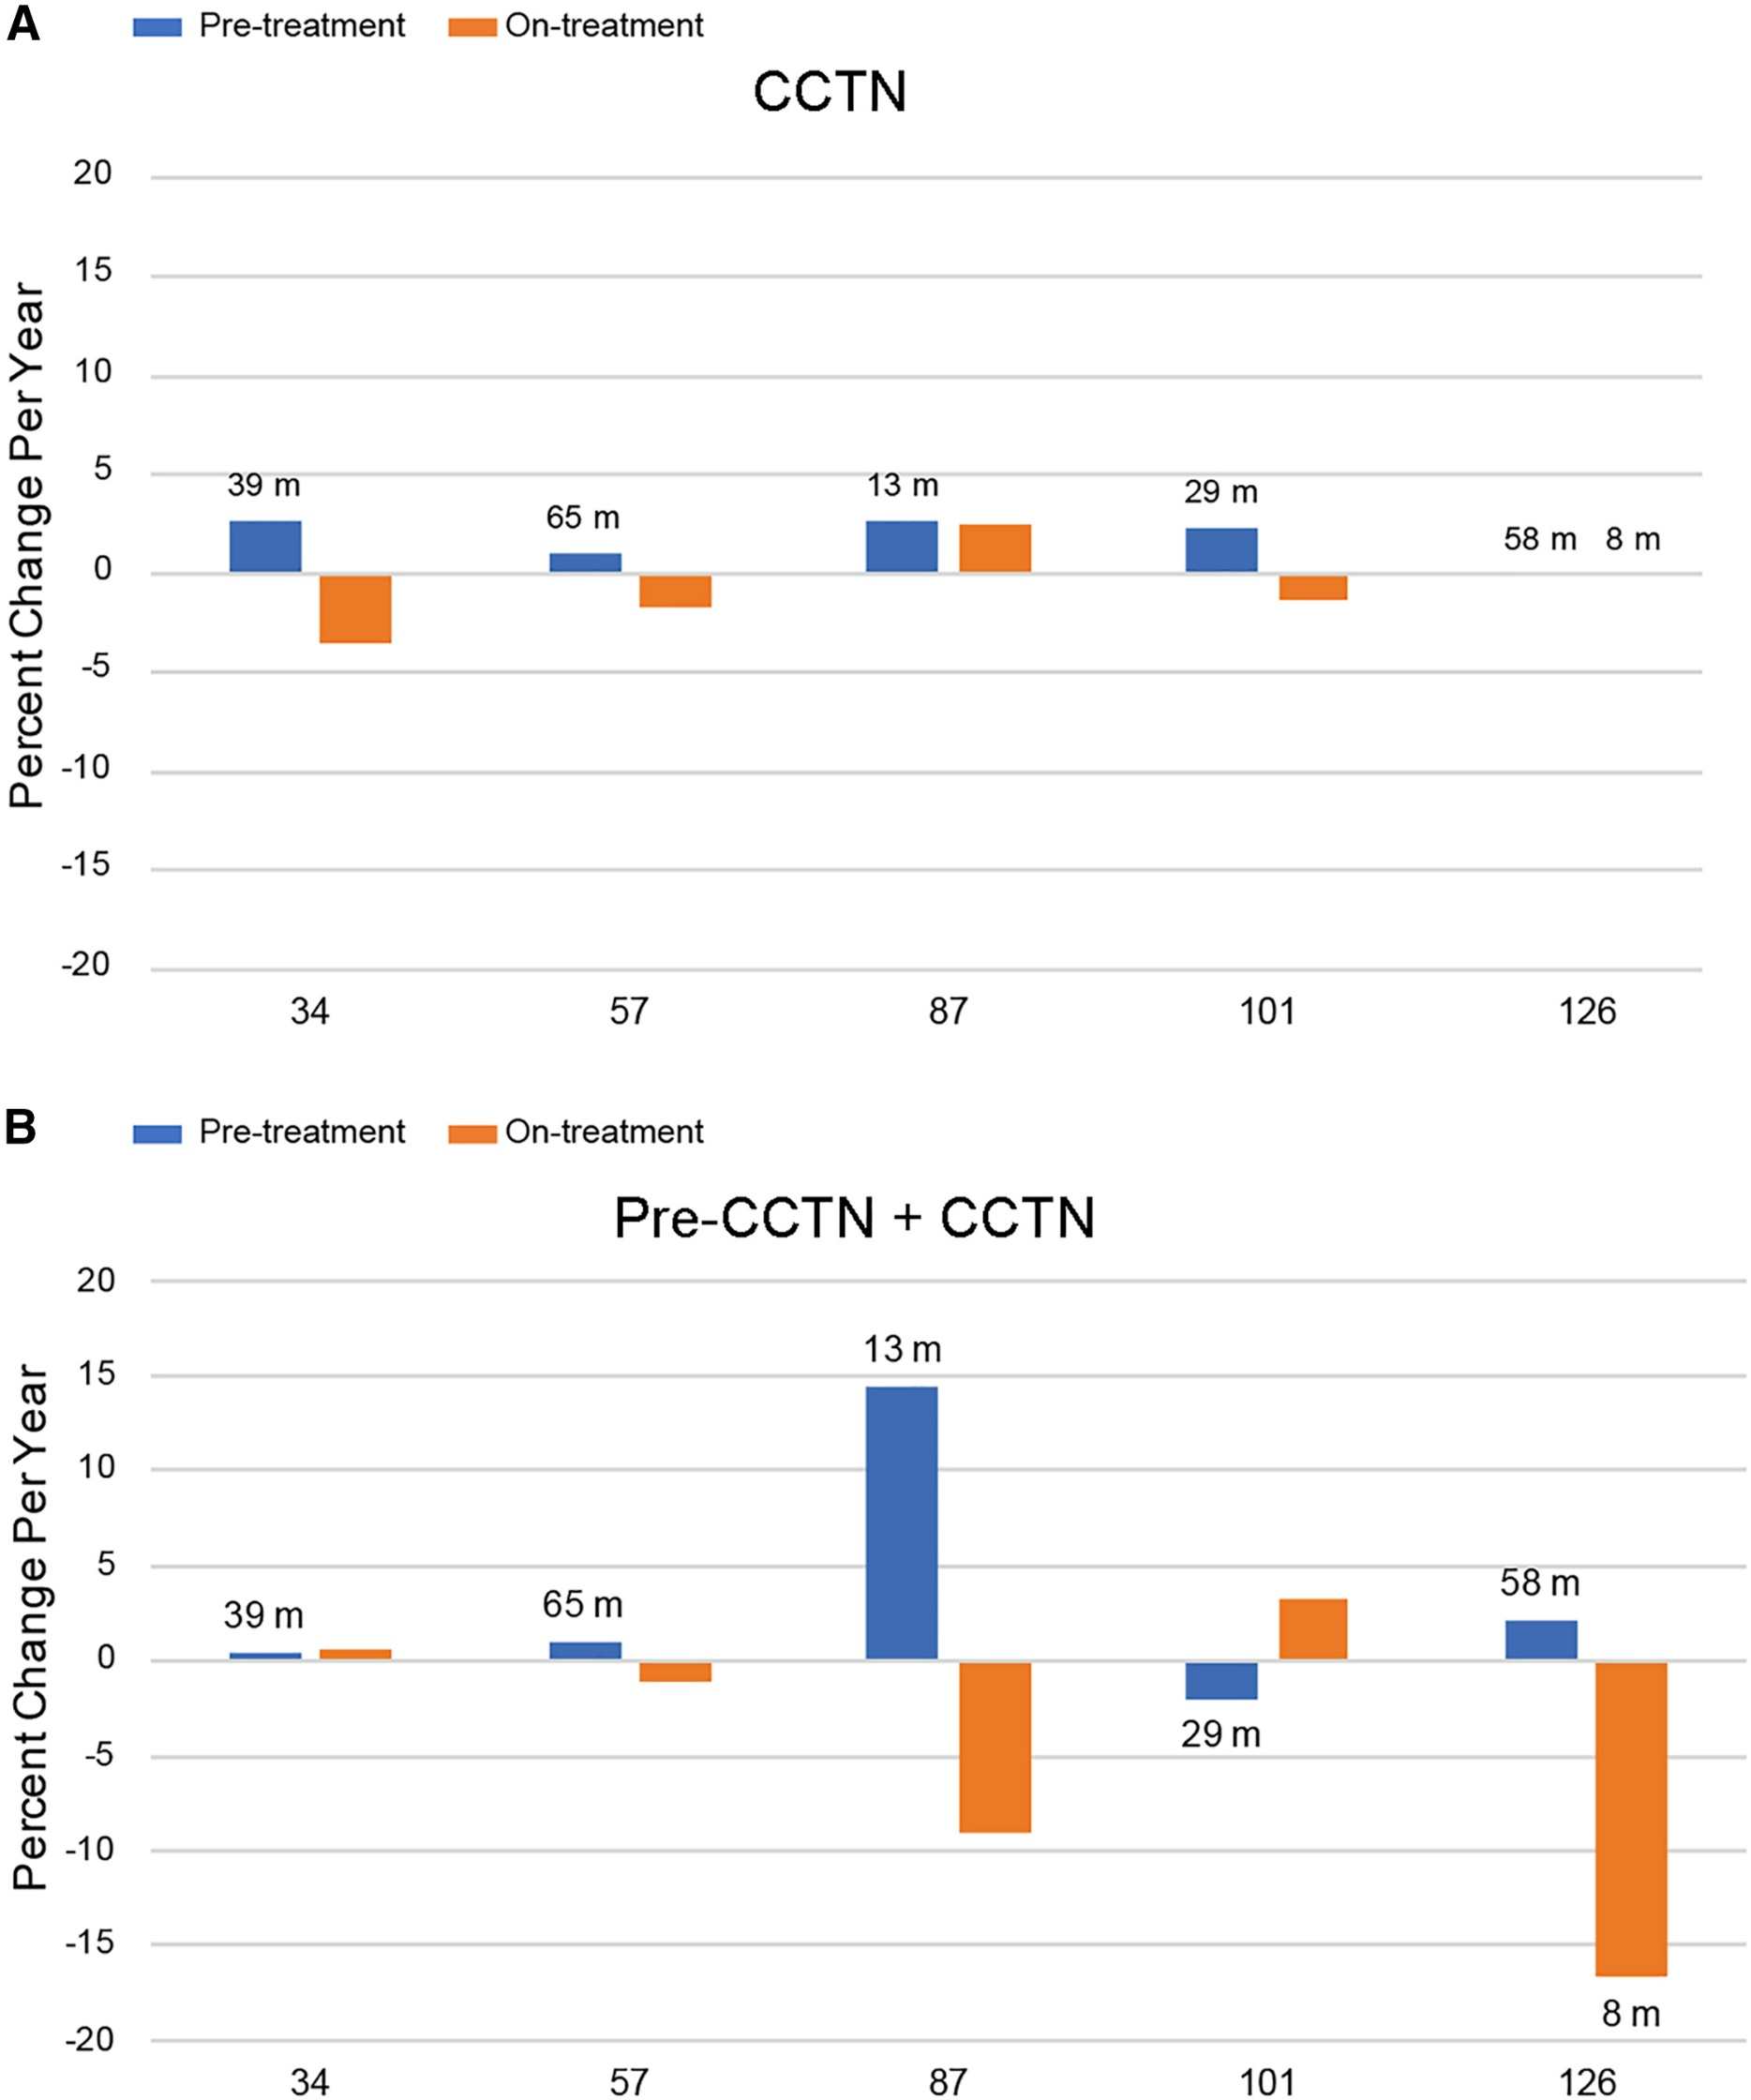 A
Pre-treatment On-treatment
CCTN
Percent Change Per Year
20
15
10
5
0
-5
-10
-15
-20
39 m
65 m
13 m
29 m
58 m 8 m
34 57 87 101 126
B
Pre-treatment On-treatment
Pre-CCTN + CCTN
Percent Change Per Year
20
15
10
5
0
-5
-10
-15
-20
39 m
65 m
13 m
29 m
58 m
8 m
34 57 87 101 126